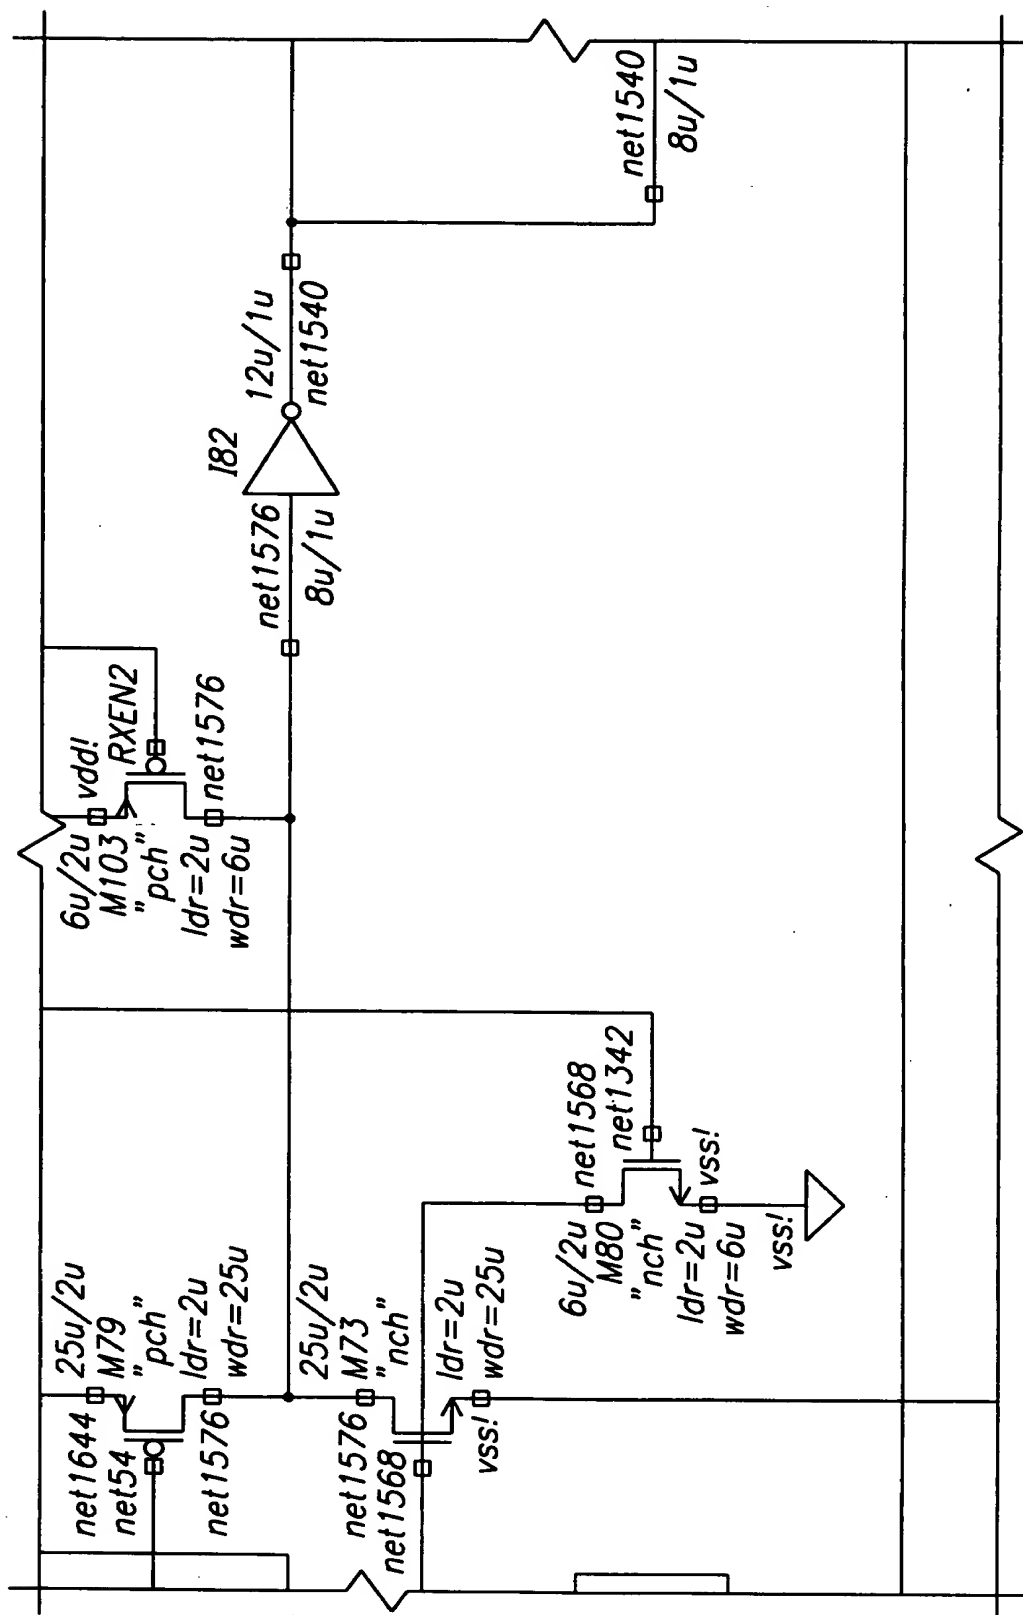 net1644
net54
25u/2u
M79
"pch"
ldr=2u
wdr=25u
net1576
net1576
net1568
25u/2u
M73
"nch"
ldr=2u
wdr=25u
vss!
6u/2u
M80
"nch"
ldr=2u
wdr=6u
net1568
net1342
vss!
vss!
6u/2u
M103
"pch"
ldr=2u
wdr=6u
vdd!
RXEN2
net1576
net1576
8u/1u
I82
12u/1u
net1540
net1540
8u/1u